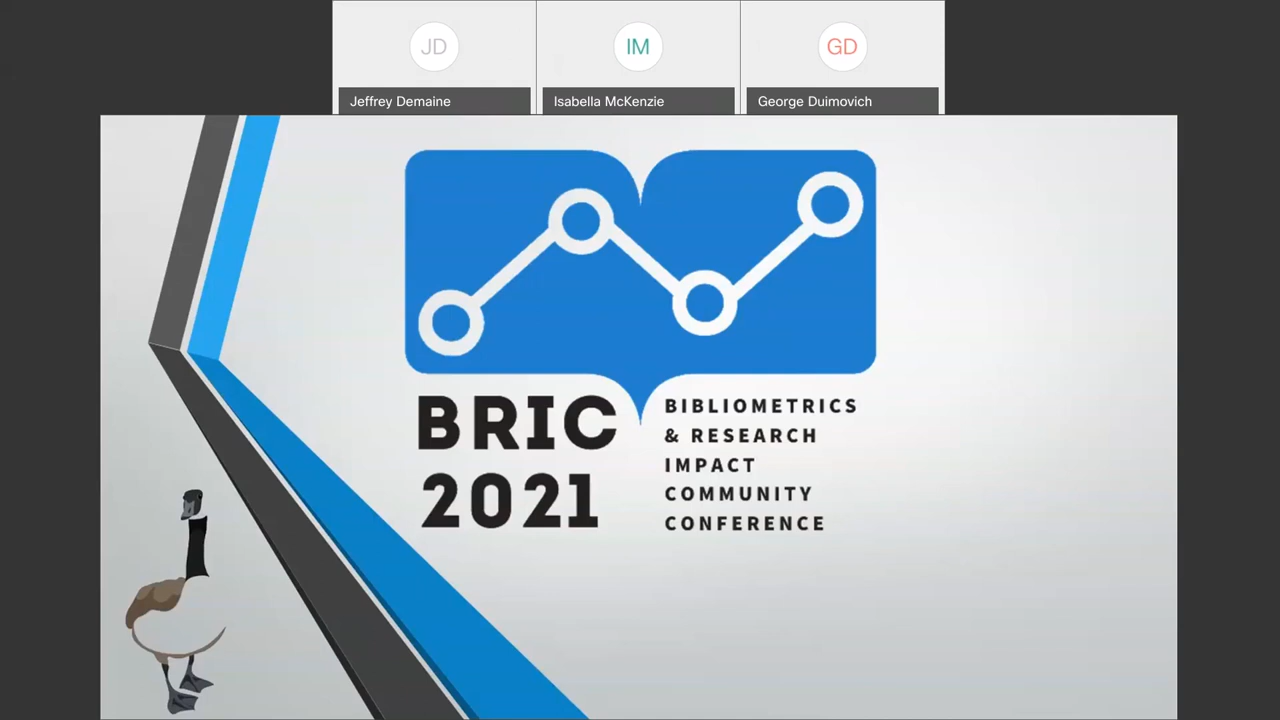 JD
IM
GD
Jeffrey Demaine
Isabella McKenzie
George Duimovich
BRIC
2021
BIBLIOMETRICS
& RESEARCH
IMPACT
COMMUNITY
CONFERENCE